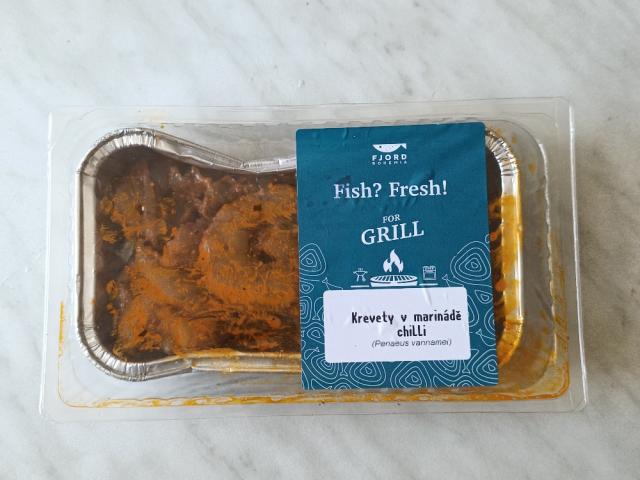 FJORD
BOHEMIA
Fish? Fresh!
FOR
GRILL
Krevety v marinádě
chilli
(Penaeus vannamei)